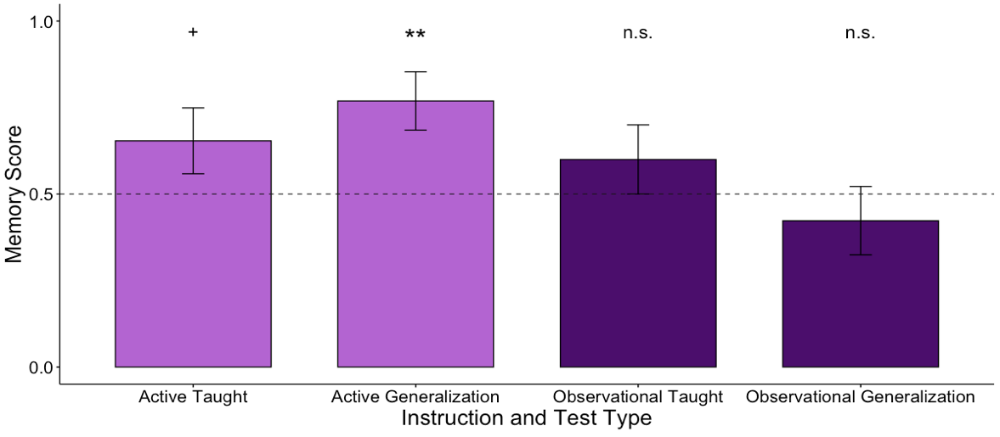 1.0
+
**
n.s.
n.s.
Memory Score
0.5
0.0
Active Taught
Active Generalization
Observational Taught
Observational Generalization
Instruction and Test Type